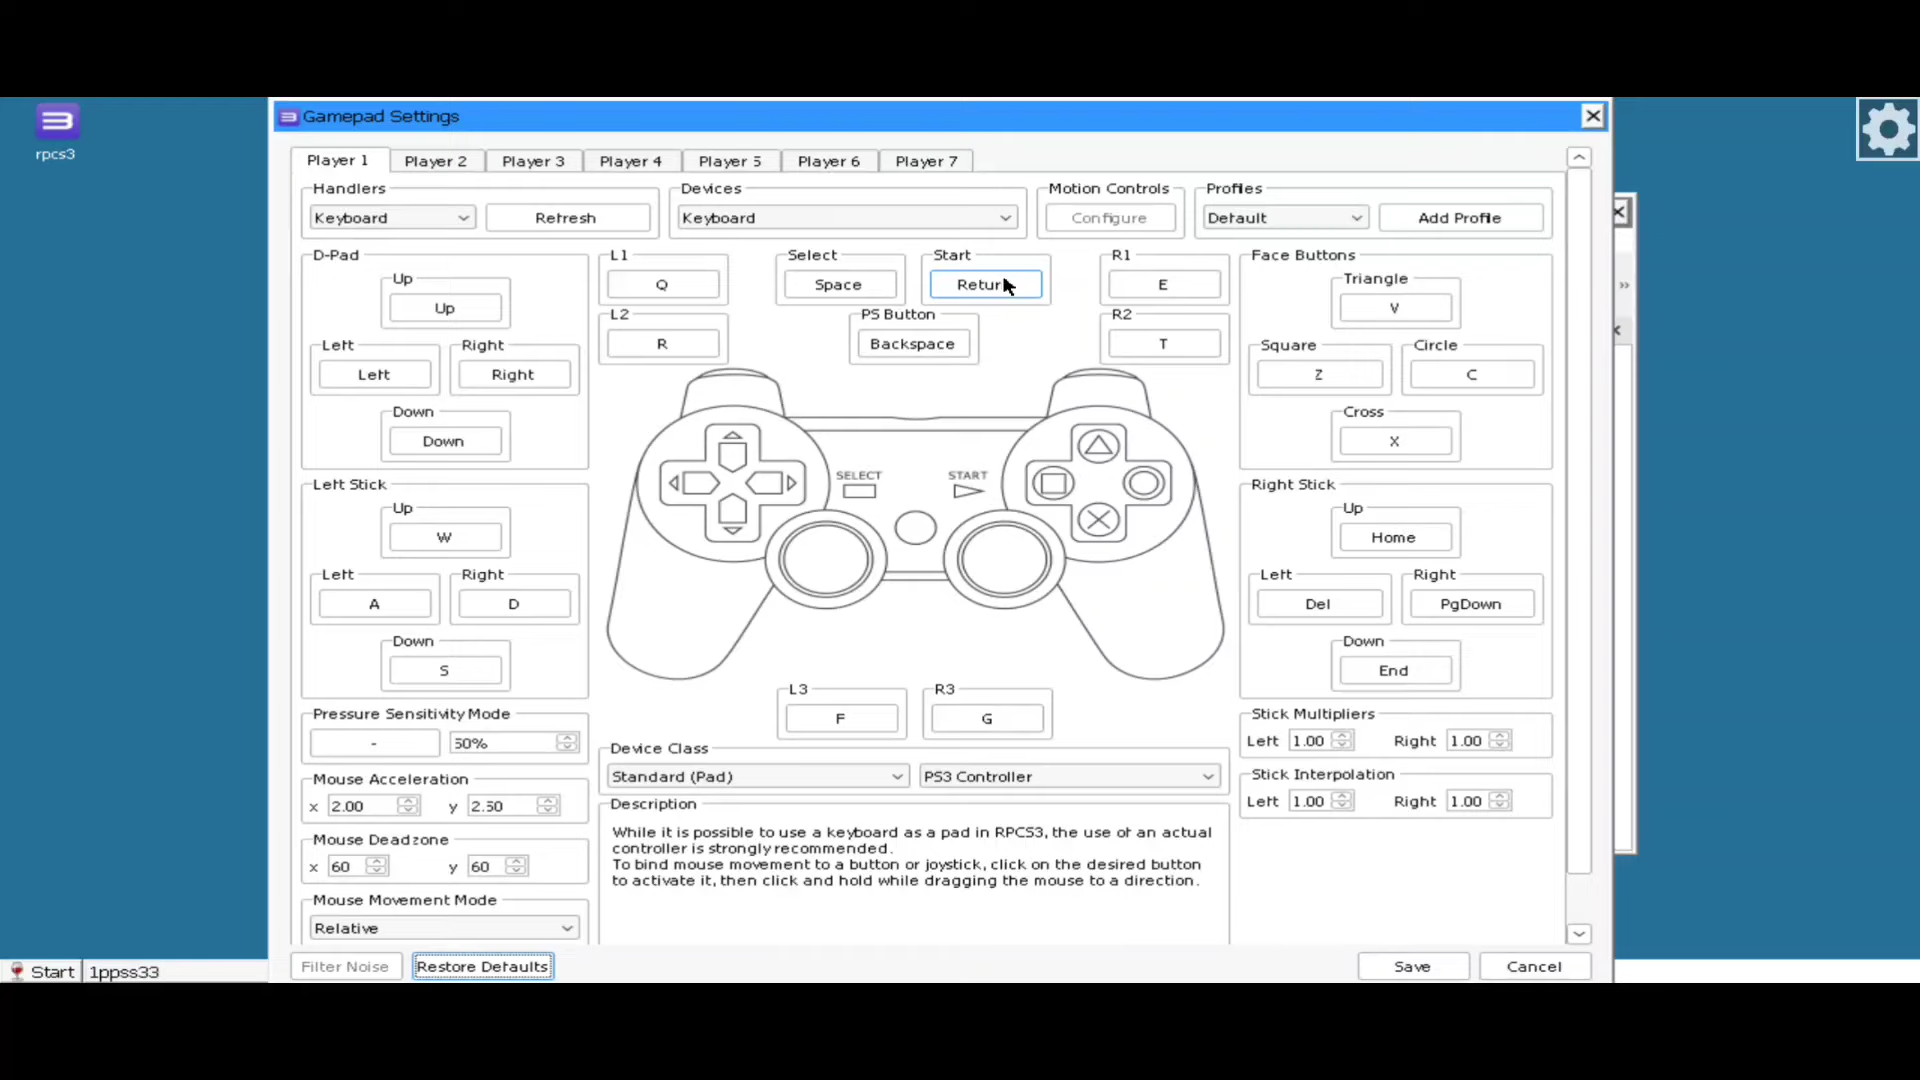 rpcs3
Gamepad Settings
Player 1 Player 2 Player 3 Player 4 Player 5 Player 6 Player 7
Handlers Devices Motion Controls Profiles
Keyboard Refresh Keyboard Configure Default Add Profile
D-Pad L1 Select Start R1 Face Buttons
Up Triangle
Q Space E
Up V
L2 PS Button R2
R Backspace T
Left Right Square Circle
Left Right Z C
Down Cross
Down X
SELECT START
Left Stick Right Stick
Up Up
W Home
Left Right Left Right
A D Del PgDown
Down Down
S End
L3 R3
F G
Pressure Sensitivity Mode Stick Multipliers
- 50% Left 1.00 Right 1.00
Device Class
Standard (Pad) PS3 Controller
Mouse Acceleration Stick Interpolation
x 2.00 y 2.50 Left 1.00 Right 1.00
Description
While it is possible to use a keyboard as a pad in RPCS3, the use of an actual
controller is strongly recommended.
To bind mouse movement to a button or joystick, click on the desired button
to activate it, then click and hold while dragging the mouse to a direction.
Mouse Deadzone
x 60 y 60
Mouse Movement Mode
Relative
Filter Noise Restore Defaults Save Cancel
Start 1ppss33